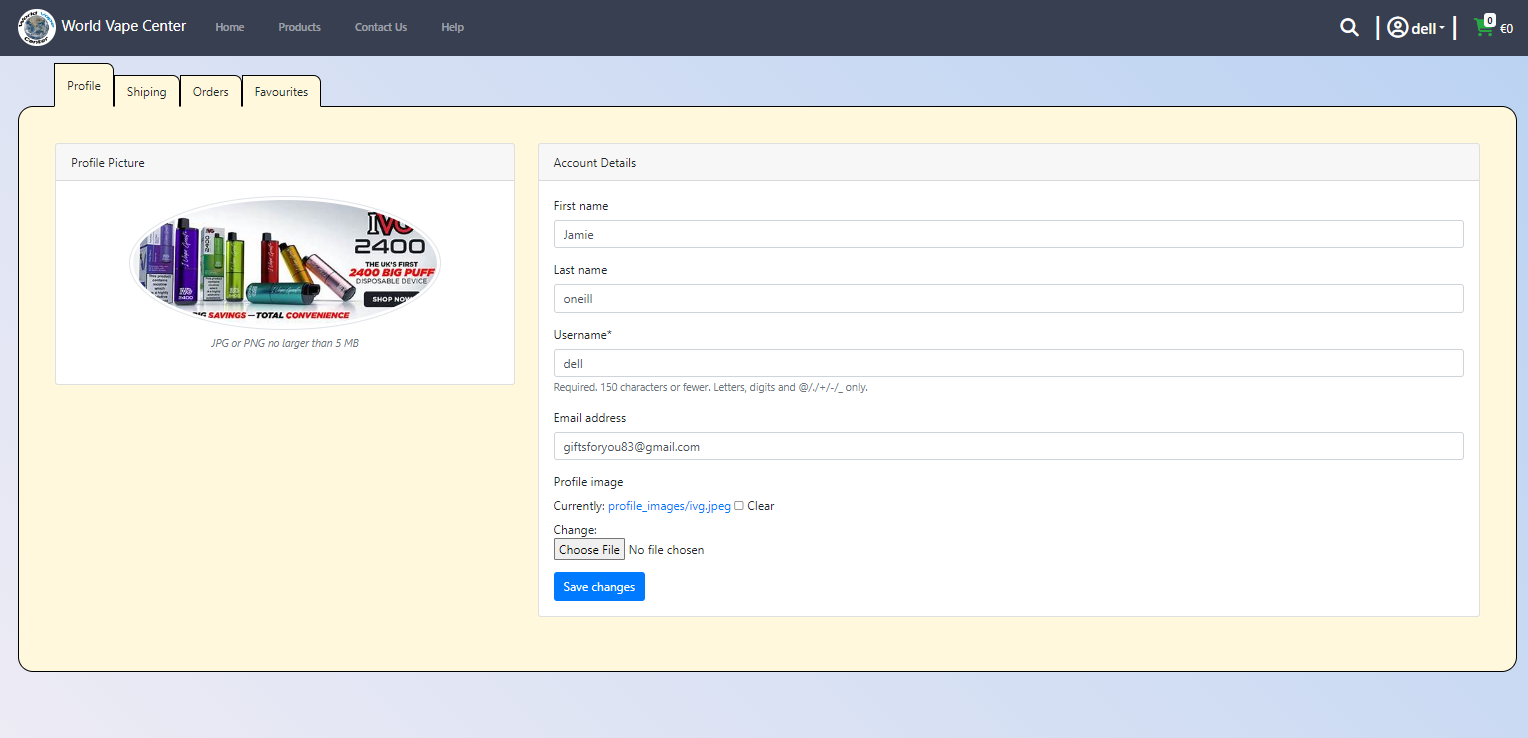 World Vape Center
World Vape Center Home Products Contact Us Help dell 0 €0
Profile Shiping Orders Favourites
Profile Picture
IVG
2400
THE UK'S FIRST
2400 BIG PUFF
DISPOSABLE DEVICE
SHOP NOW
BIG SAVINGS — TOTAL CONVENIENCE
JPG or PNG no larger than 5 MB
Account Details
First name
Jamie
Last name
oneill
Username*
dell
Required. 150 characters or fewer. Letters, digits and @/./+/-/_ only.
Email address
giftsforyou83@gmail.com
Profile image
Currently: profile_images/ivg.jpeg Clear
Change:
Choose File No file chosen
Save changes